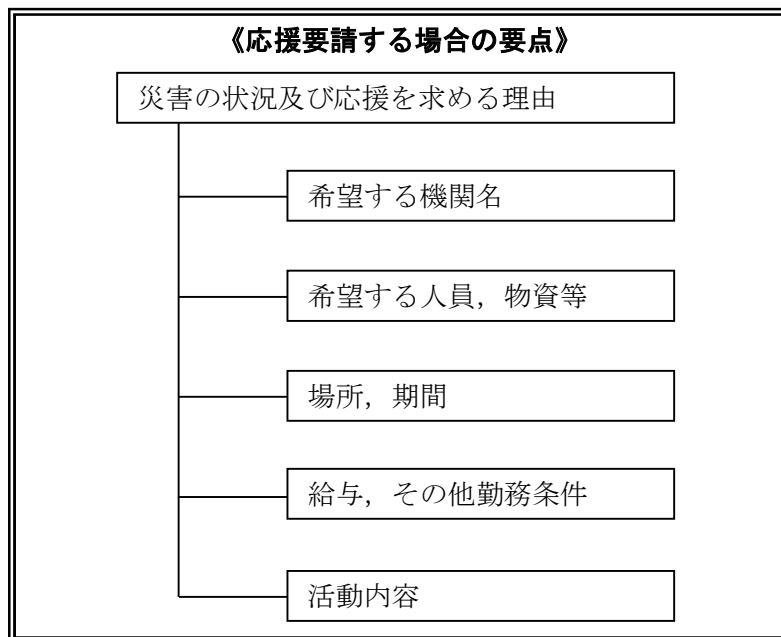 《応援要請する場合の要点》
災害の状況及び応援を求める理由
希望する機関名
希望する人員，物資等
場所，期間
給与，その他勤務条件
活動内容